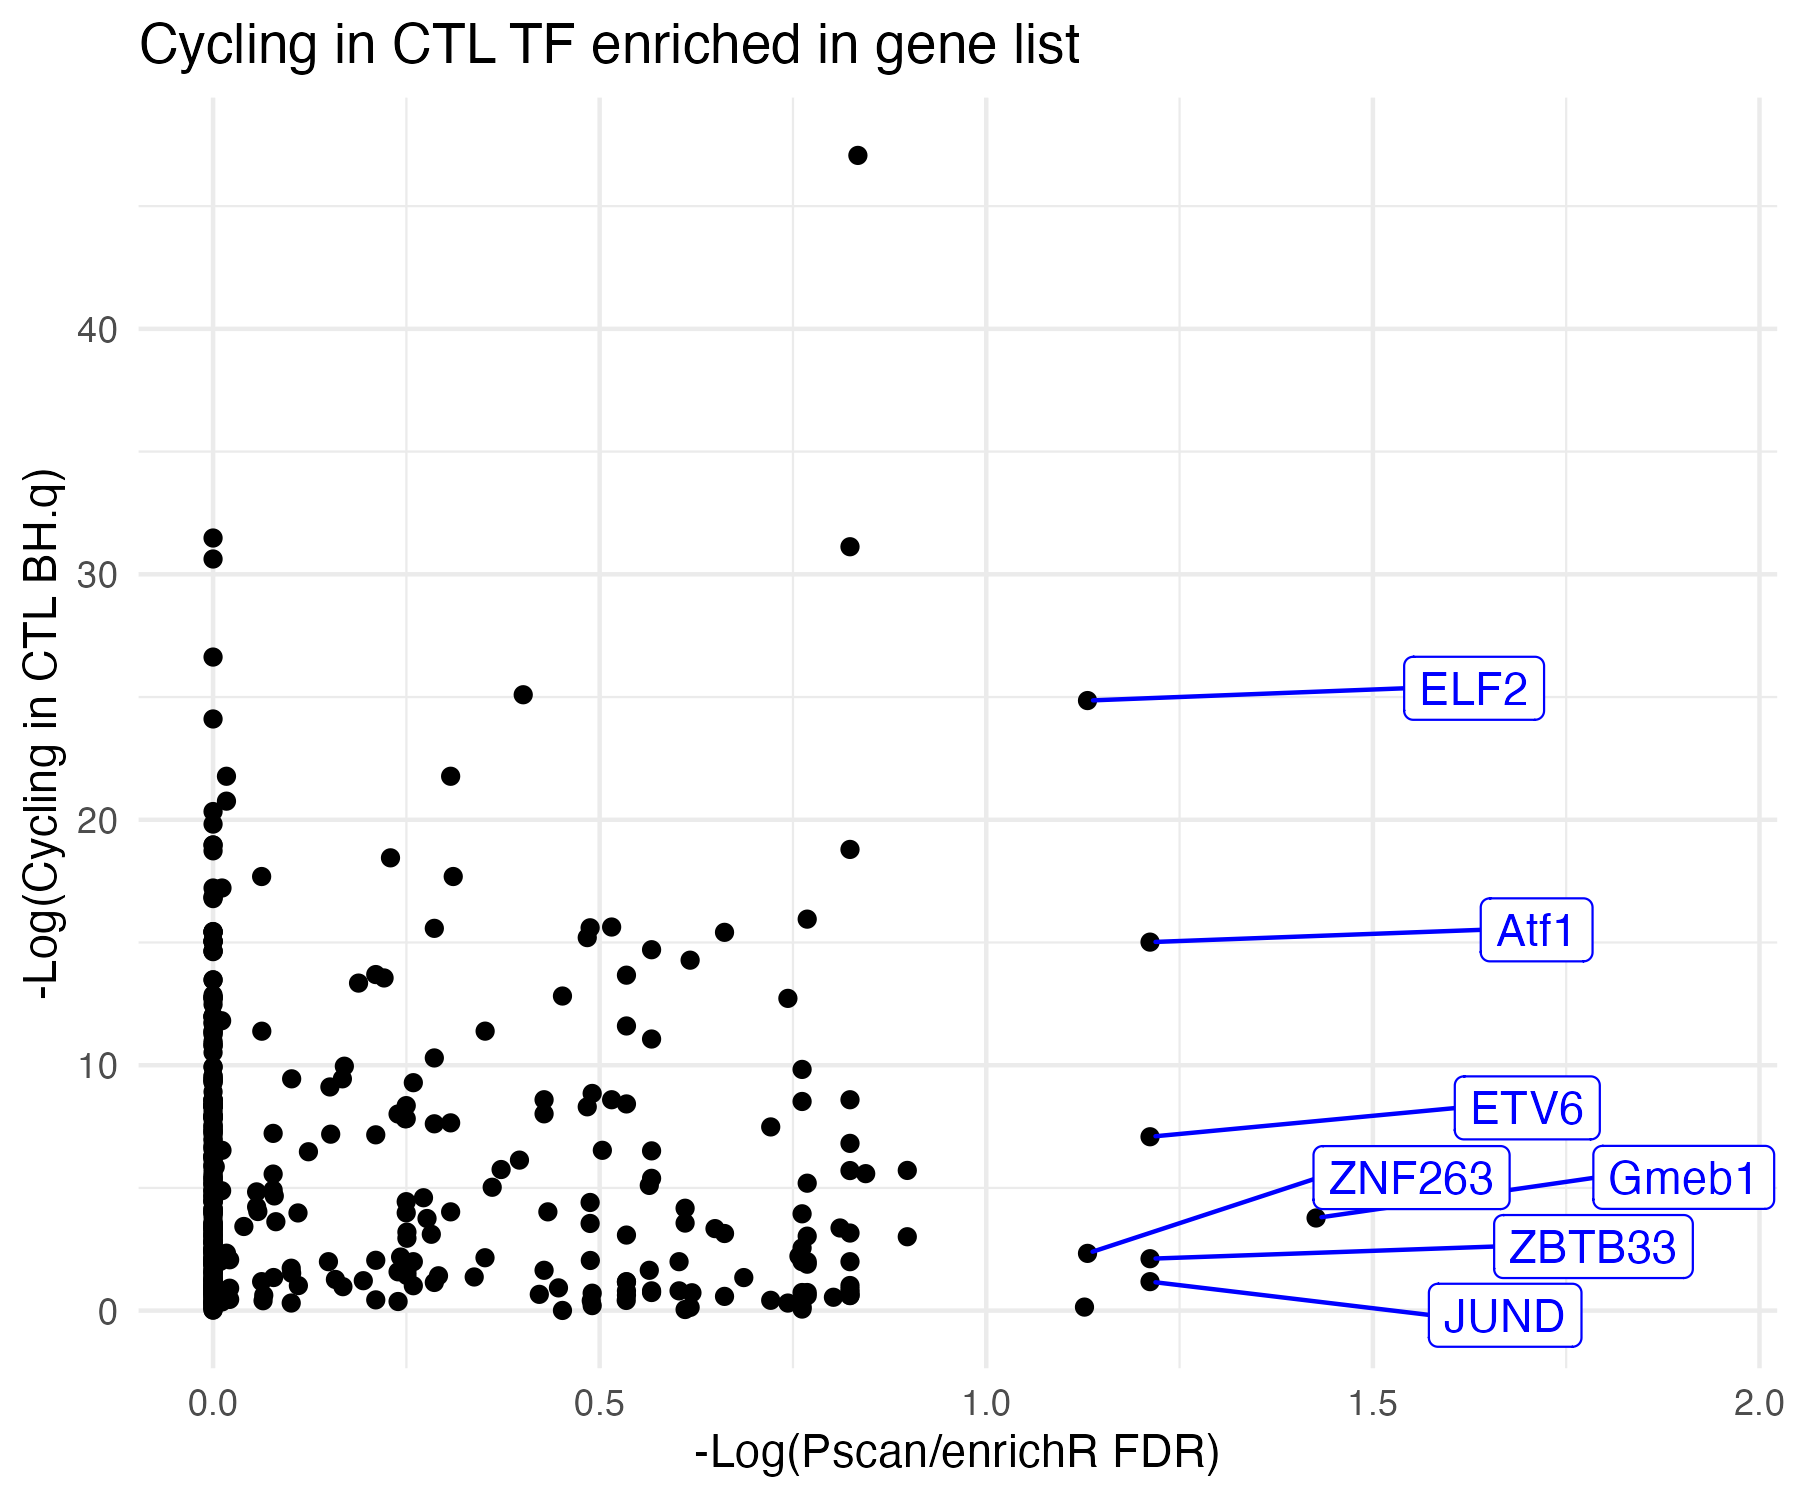 Cycling in CTL TF enriched in gene list
-Log(Cycling in CTL BH.q)
40
30
20
10
0
ELF2
Atf1
ETV6
ZNF263
Gmeb1
ZBTB33
JUND
0.0
0.5
1.0
1.5
2.0
-Log(Pscan/enrichR FDR)